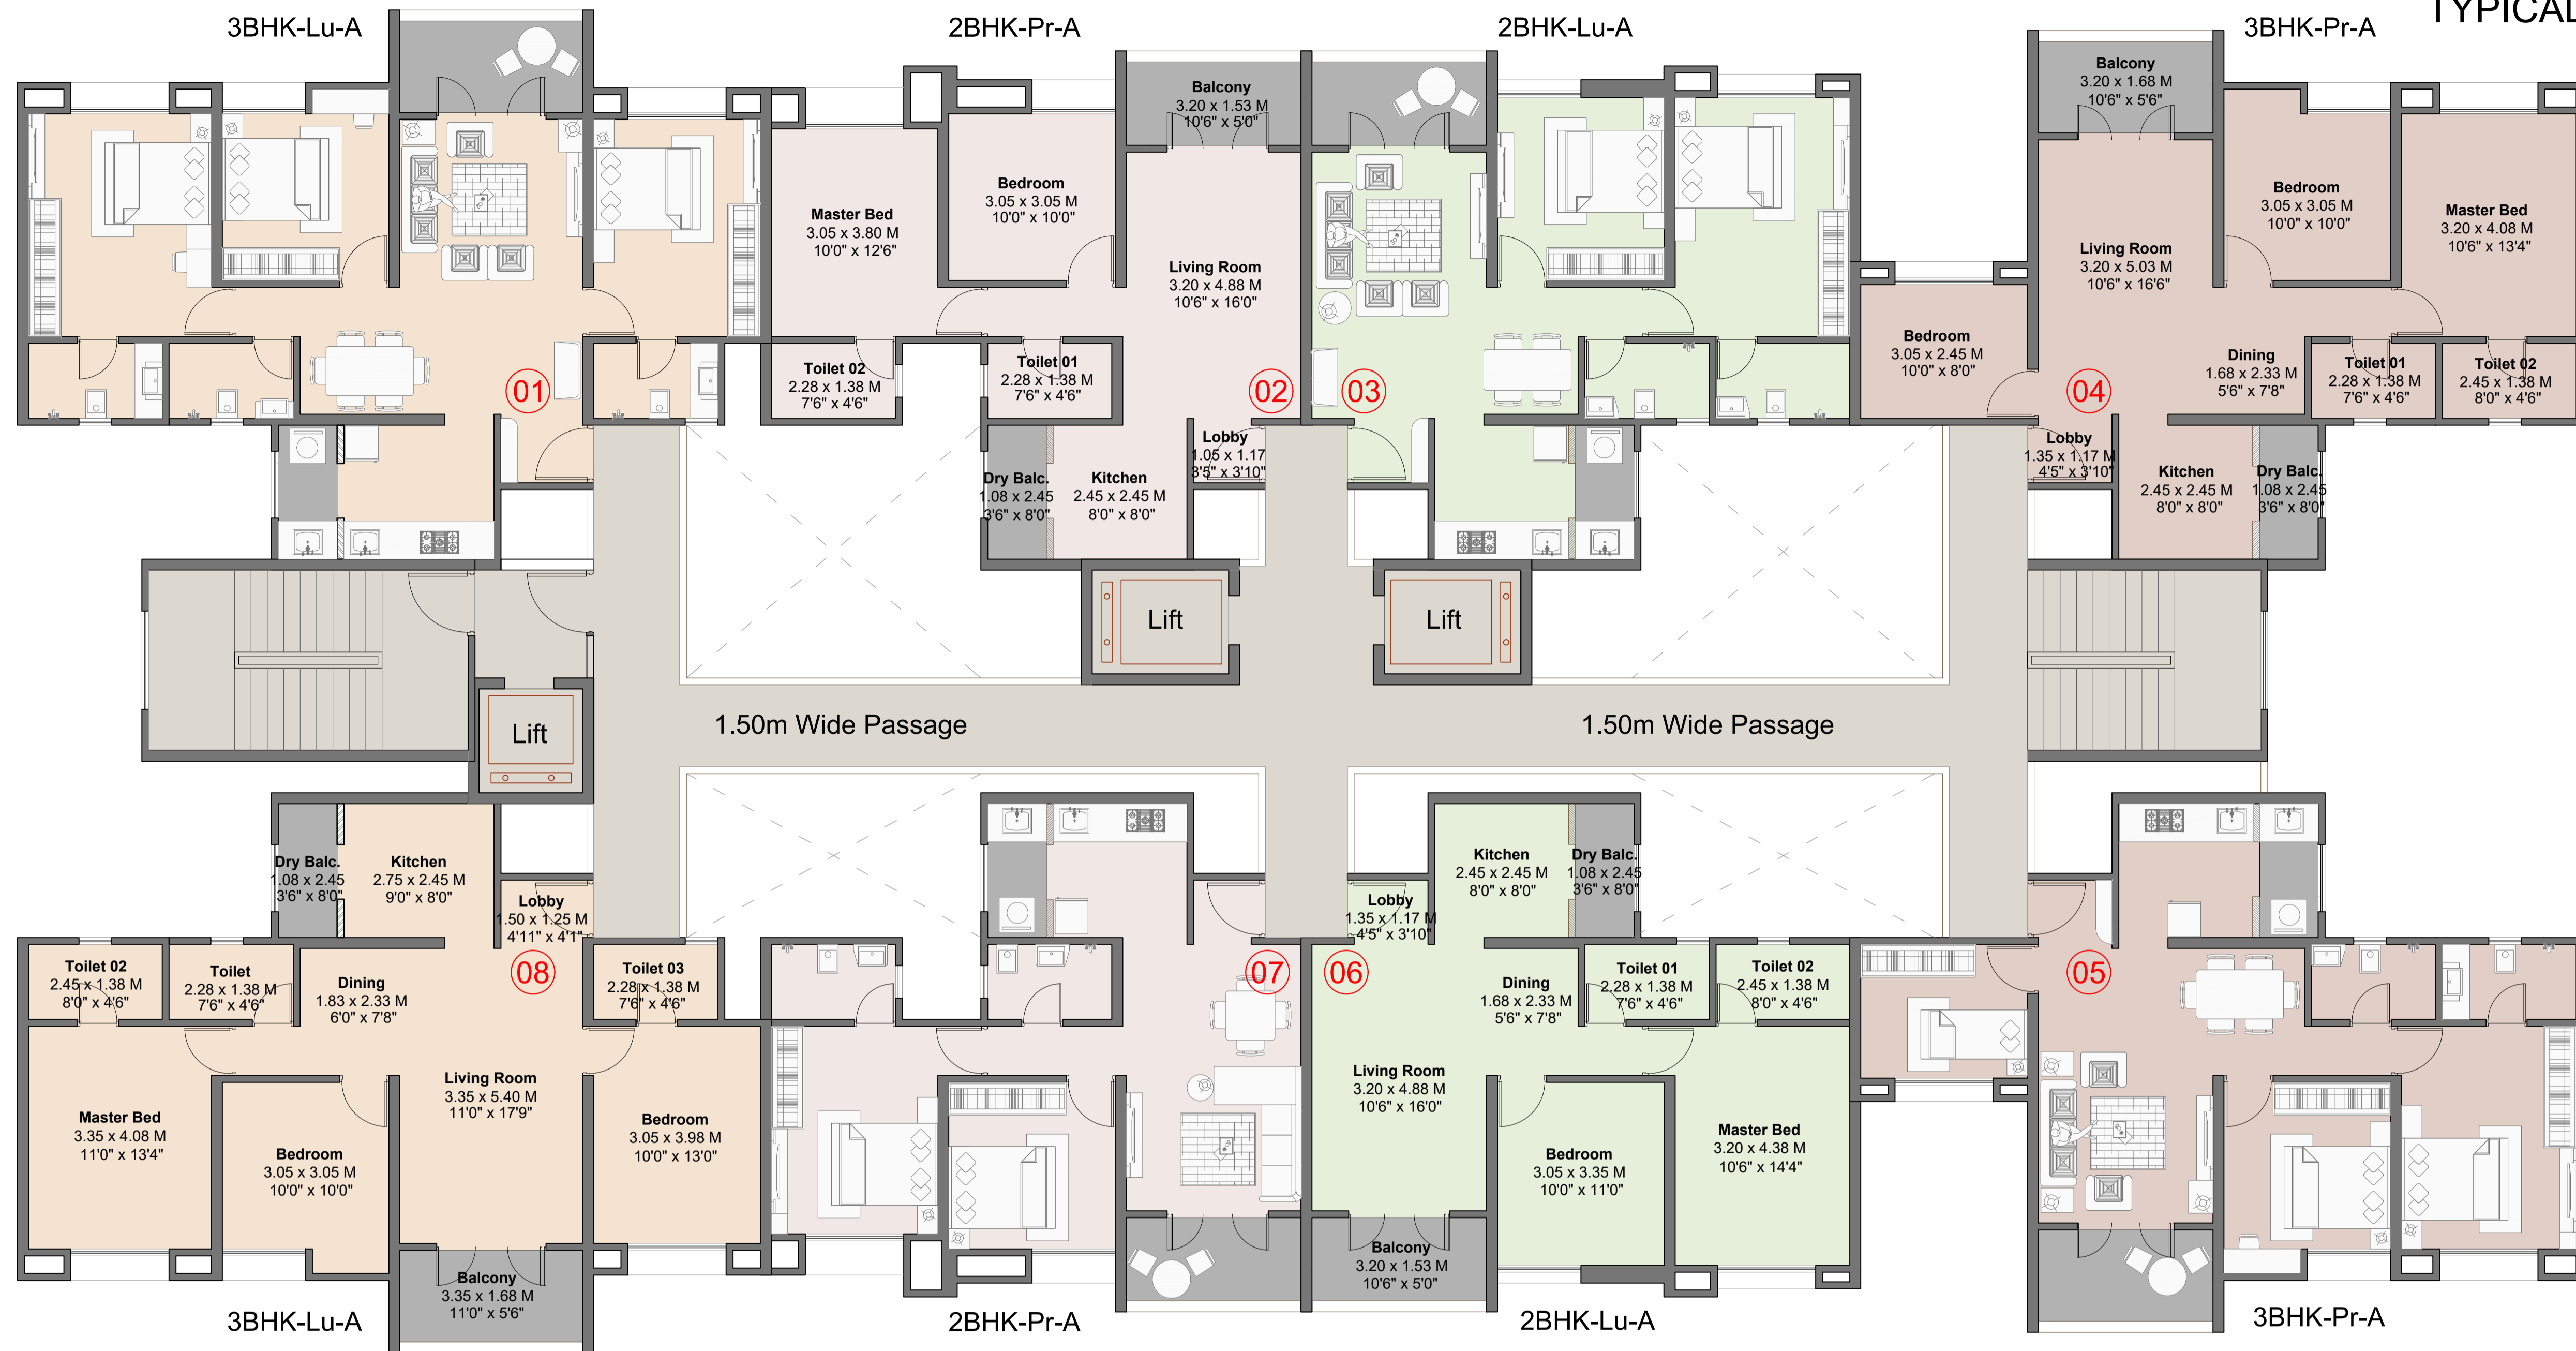 TYPICAL
3BHK-Lu-A
2BHK-Pr-A
2BHK-Lu-A
3BHK-Pr-A
01
Master Bed
3.05 x 3.80 M
10'0" x 12'6"
Bedroom
3.05 x 3.05 M
10'0" x 10'0"
Balcony
3.20 x 1.53 M
10'6" x 5'0"
Living Room
3.20 x 4.88 M
10'6" x 16'0"
Toilet 02
2.28 x 1.38 M
7'6" x 4'6"
Toilet 01
2.28 x 1.38 M
7'6" x 4'6"
02
Lobby
1.05 x 1.17
3'5" x 3'10"
Dry Balc.
1.08 x 2.45
3'6" x 8'0"
Kitchen
2.45 x 2.45 M
8'0" x 8'0"
03
Balcony
3.20 x 1.68 M
10'6" x 5'6"
Bedroom
3.05 x 3.05 M
10'0" x 10'0"
Master Bed
3.20 x 4.08 M
10'6" x 13'4"
Living Room
3.20 x 5.03 M
10'6" x 16'6"
Bedroom
3.05 x 2.45 M
10'0" x 8'0"
Dining
1.68 x 2.33 M
5'6" x 7'8"
Toilet 01
2.28 x 1.38 M
7'6" x 4'6"
Toilet 02
2.45 x 1.38 M
8'0" x 4'6"
04
Lobby
1.35 x 1.17 M
4'5" x 3'10"
Kitchen
2.45 x 2.45 M
8'0" x 8'0"
Dry Balc.
1.08 x 2.45
3'6" x 8'0"
Lift
Lift
Lift
1.50m Wide Passage
1.50m Wide Passage
Dry Balc.
1.08 x 2.45
3'6" x 8'0"
Kitchen
2.75 x 2.45 M
9'0" x 8'0"
Lobby
1.50 x 1.25 M
4'11" x 4'1"
Toilet 02
2.45 x 1.38 M
8'0" x 4'6"
Toilet
2.28 x 1.38 M
7'6" x 4'6"
Dining
1.83 x 2.33 M
6'0" x 7'8"
08
Toilet 03
2.28 x 1.38 M
7'6" x 4'6"
Living Room
3.35 x 5.40 M
11'0" x 17'9"
Master Bed
3.35 x 4.08 M
11'0" x 13'4"
Bedroom
3.05 x 3.05 M
10'0" x 10'0"
Bedroom
3.05 x 3.98 M
10'0" x 13'0"
Balcony
3.35 x 1.68 M
11'0" x 5'6"
07
Kitchen
2.45 x 2.45 M
8'0" x 8'0"
Dry Balc.
1.08 x 2.45
3'6" x 8'0"
Lobby
1.35 x 1.17 M
4'5" x 3'10"
06
Dining
1.68 x 2.33 M
5'6" x 7'8"
Toilet 01
2.28 x 1.38 M
7'6" x 4'6"
Toilet 02
2.45 x 1.38 M
8'0" x 4'6"
Living Room
3.20 x 4.88 M
10'6" x 16'0"
Bedroom
3.05 x 3.35 M
10'0" x 11'0"
Master Bed
3.20 x 4.38 M
10'6" x 14'4"
Balcony
3.20 x 1.53 M
10'6" x 5'0"
05
3BHK-Lu-A
2BHK-Pr-A
2BHK-Lu-A
3BHK-Pr-A